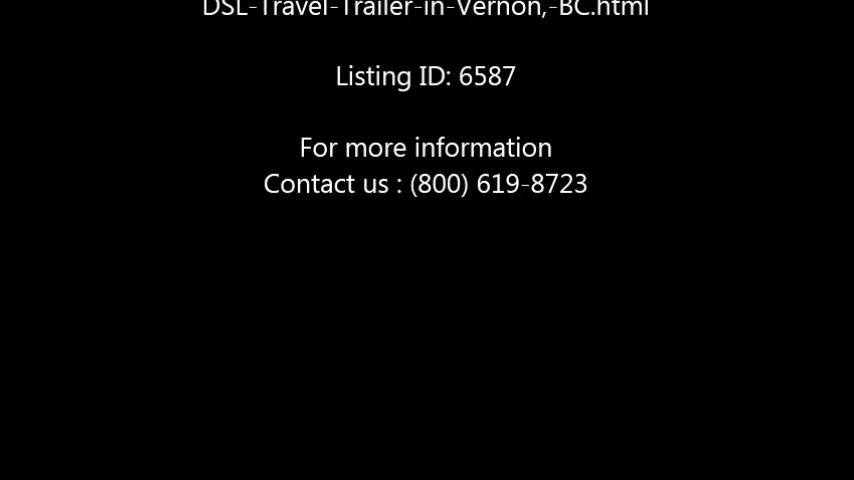 DSL-Travel-Trailer-in-Vernon,-BC.html
Listing ID: 6587
For more information
Contact us : (800) 619-8723